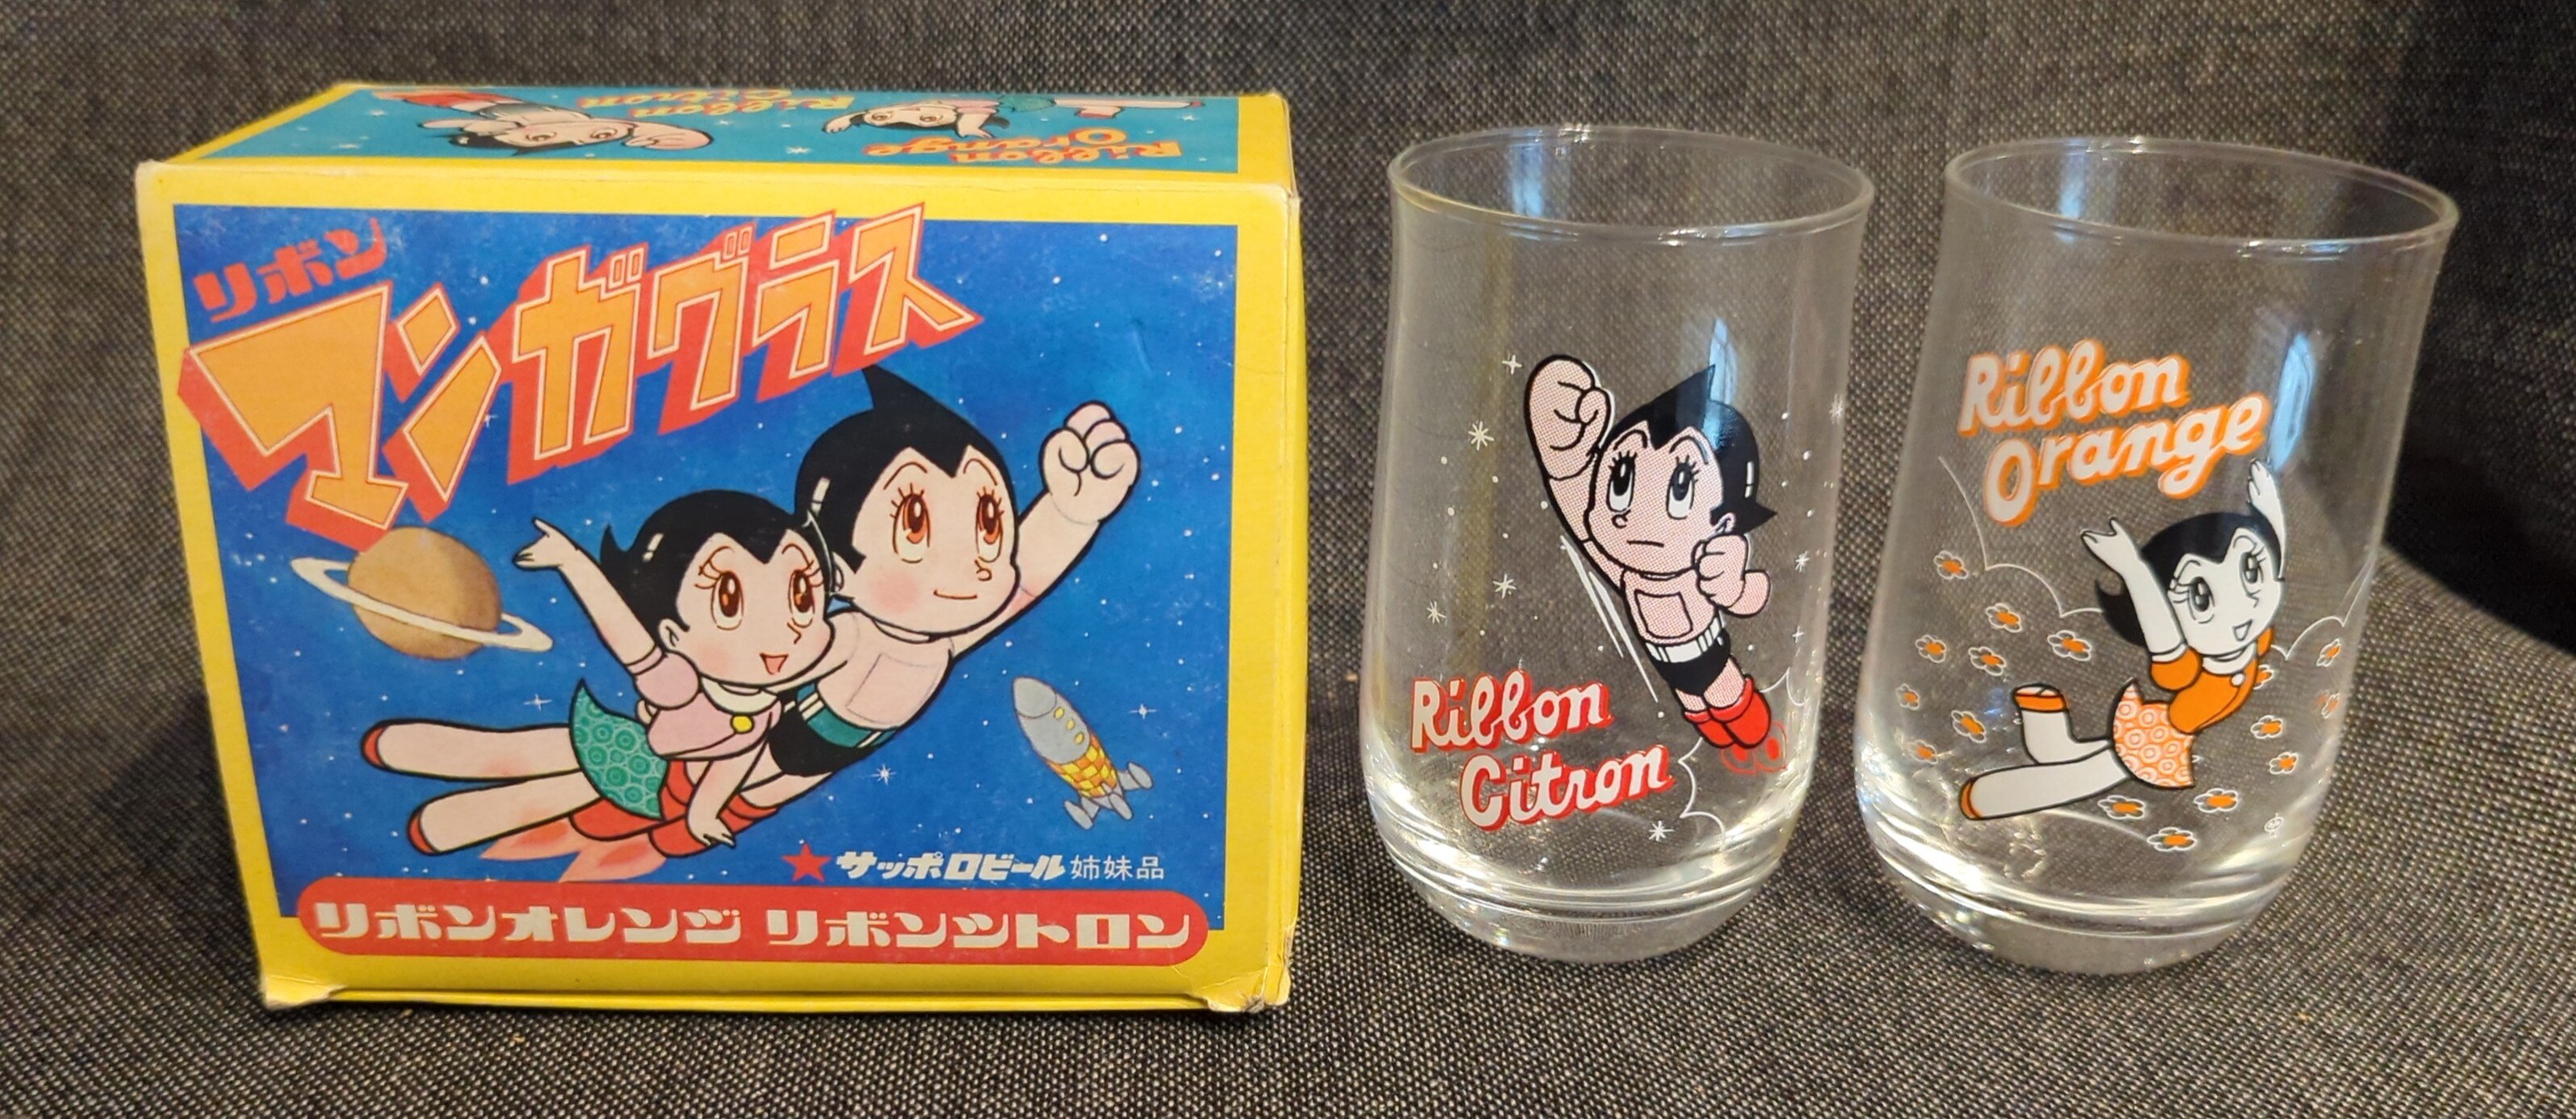 Ribbon
Citron
Ribbon
Orange
リボン
マンガグラス
★サッポロビール姉妹品
リボンオレンジ リボンシトロン
Ribbon
Citron
Ribbon
Orange